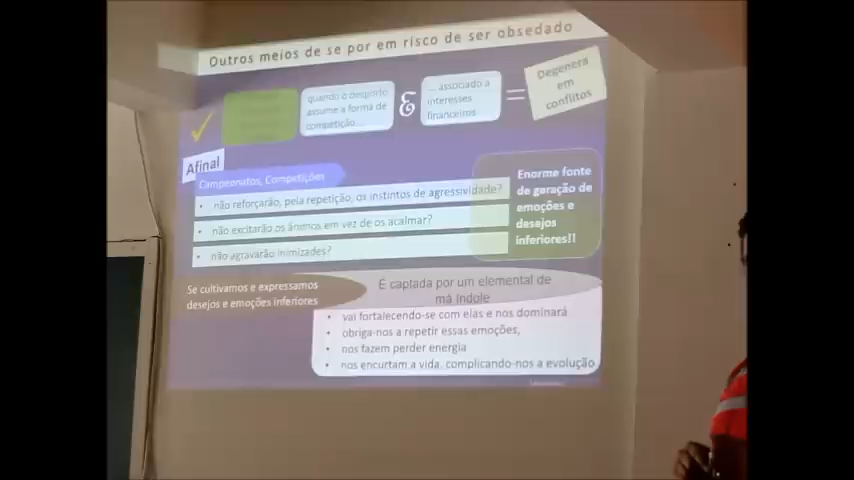 Outros meios de se por em risco de ser obsedado
quando o desporto
assume a forma de
competição...
&
... associado a
interesses
financeiros
=
Degenera
em
conflitos
Afinal
Campeonatos, Competições
• não reforçarão, pela repetição, os instintos de agressividade?
• não excitarão os ânimos em vez de os acalmar?
• não agravarão inimizades?
Enorme fonte
de geração de
emoções e
desejos
inferiores!!
Se cultivamos e expressamos
desejos e emoções inferiores
É captada por um elemental de
má índole
• vai fortalecendo-se com elas e nos dominará
• obriga-nos a repetir essas emoções,
• nos fazem perder energia
• nos encurtam a vida, complicando-nos a evolução